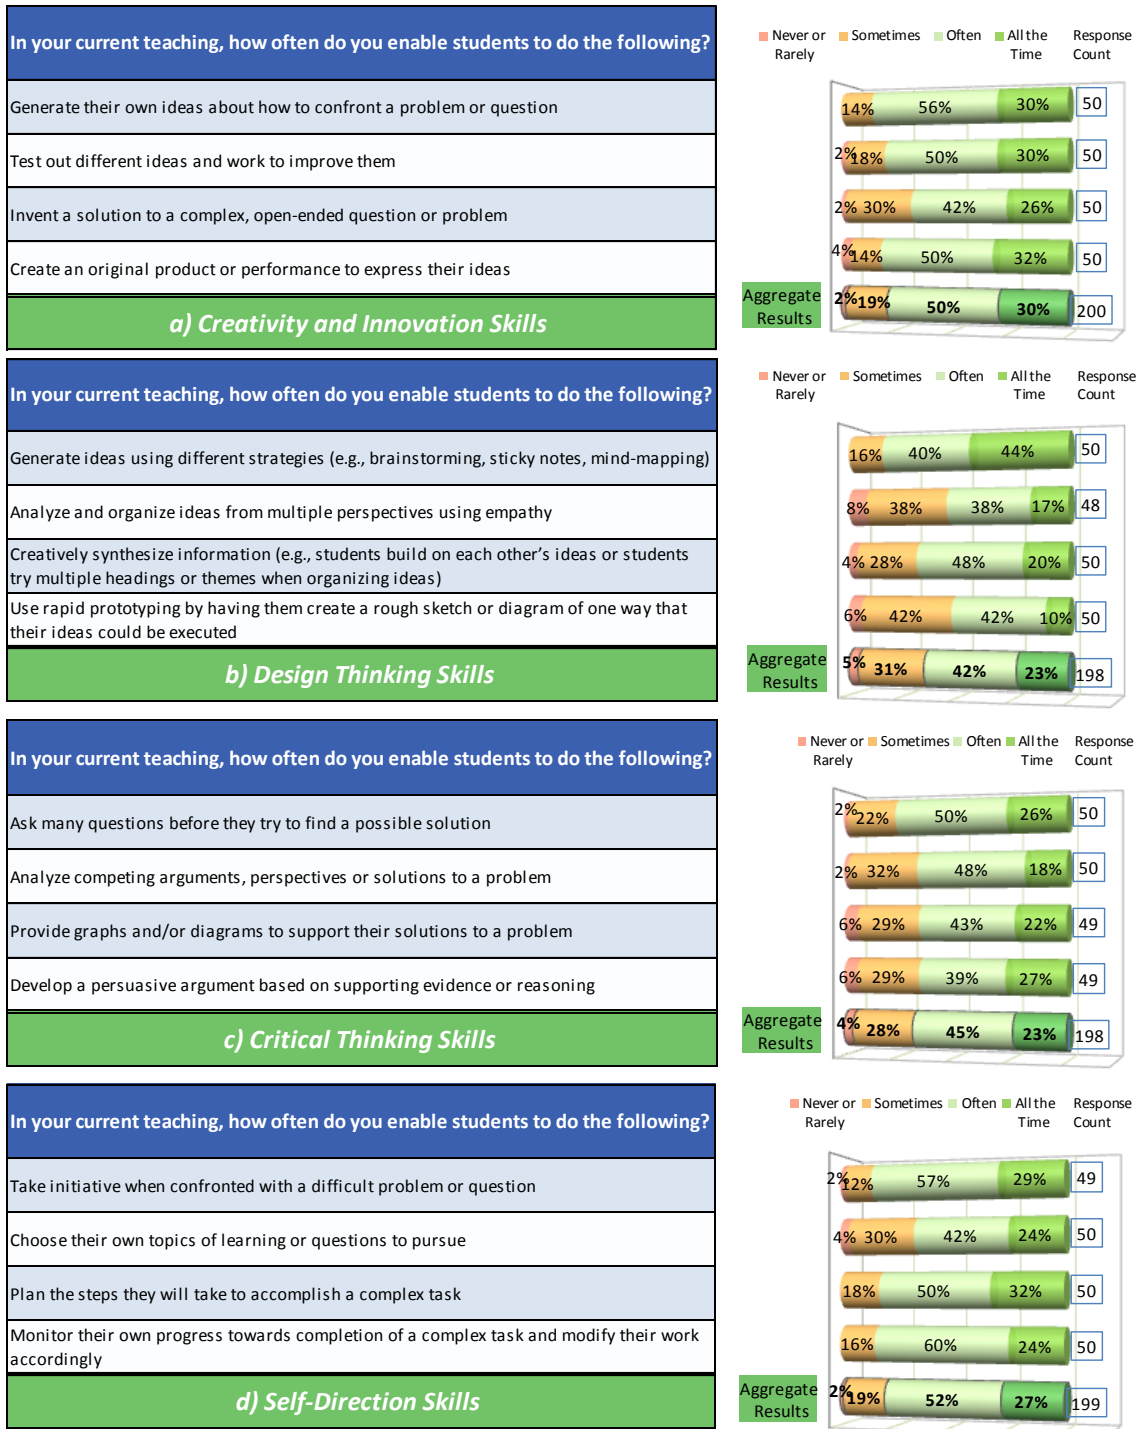 In your current teaching, how often do you enable students to do the following?
Never or Rarely
Sometimes
Often
All the Time
Response Count
Generate their own ideas about how to confront a problem or question
14% 56% 30% 50
Test out different ideas and work to improve them
2% 18% 50% 30% 50
Invent a solution to a complex, open-ended question or problem
2% 30% 42% 26% 50
Create an original product or performance to express their ideas
4% 14% 50% 32% 50
a) Creativity and Innovation Skills
Aggregate Results
2% 19% 50% 30% 200
In your current teaching, how often do you enable students to do the following?
Never or Rarely
Sometimes
Often
All the Time
Response Count
Generate ideas using different strategies (e.g., brainstorming, sticky notes, mind-mapping)
16% 40% 44% 50
Analyze and organize ideas from multiple perspectives using empathy
8% 38% 38% 17% 48
Creatively synthesize information (e.g., students build on each other's ideas or students
try multiple headings or themes when organizing ideas)
4% 28% 48% 20% 50
Use rapid prototyping by having them create a rough sketch or diagram of one way that
their ideas could be executed
6% 42% 42% 10% 50
b) Design Thinking Skills
Aggregate Results
5% 31% 42% 23% 198
In your current teaching, how often do you enable students to do the following?
Never or Rarely
Sometimes
Often
All the Time
Response Count
Ask many questions before they try to find a possible solution
2% 22% 50% 26% 50
Analyze competing arguments, perspectives or solutions to a problem
2% 32% 48% 18% 50
Provide graphs and/or diagrams to support their solutions to a problem
6% 29% 43% 22% 49
Develop a persuasive argument based on supporting evidence or reasoning
6% 29% 39% 27% 49
c) Critical Thinking Skills
Aggregate Results
4% 28% 45% 23% 198
In your current teaching, how often do you enable students to do the following?
Never or Rarely
Sometimes
Often
All the Time
Response Count
Take initiative when confronted with a difficult problem or question
2% 12% 57% 29% 49
Choose their own topics of learning or questions to pursue
4% 30% 42% 24% 50
Plan the steps they will take to accomplish a complex task
18% 50% 32% 50
Monitor their own progress towards completion of a complex task and modify their work
accordingly
16% 60% 24% 50
d) Self-Direction Skills
Aggregate Results
2% 19% 52% 27% 199